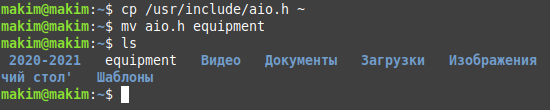 makim@makim:~$ cp /usr/include/aio.h ~
makim@makim:~$ mv aio.h equipment
makim@makim:~$ ls
2020-2021 equipment Видео Документы Загрузки Изображения
чий стол' Шаблоны
makim@makim:~$